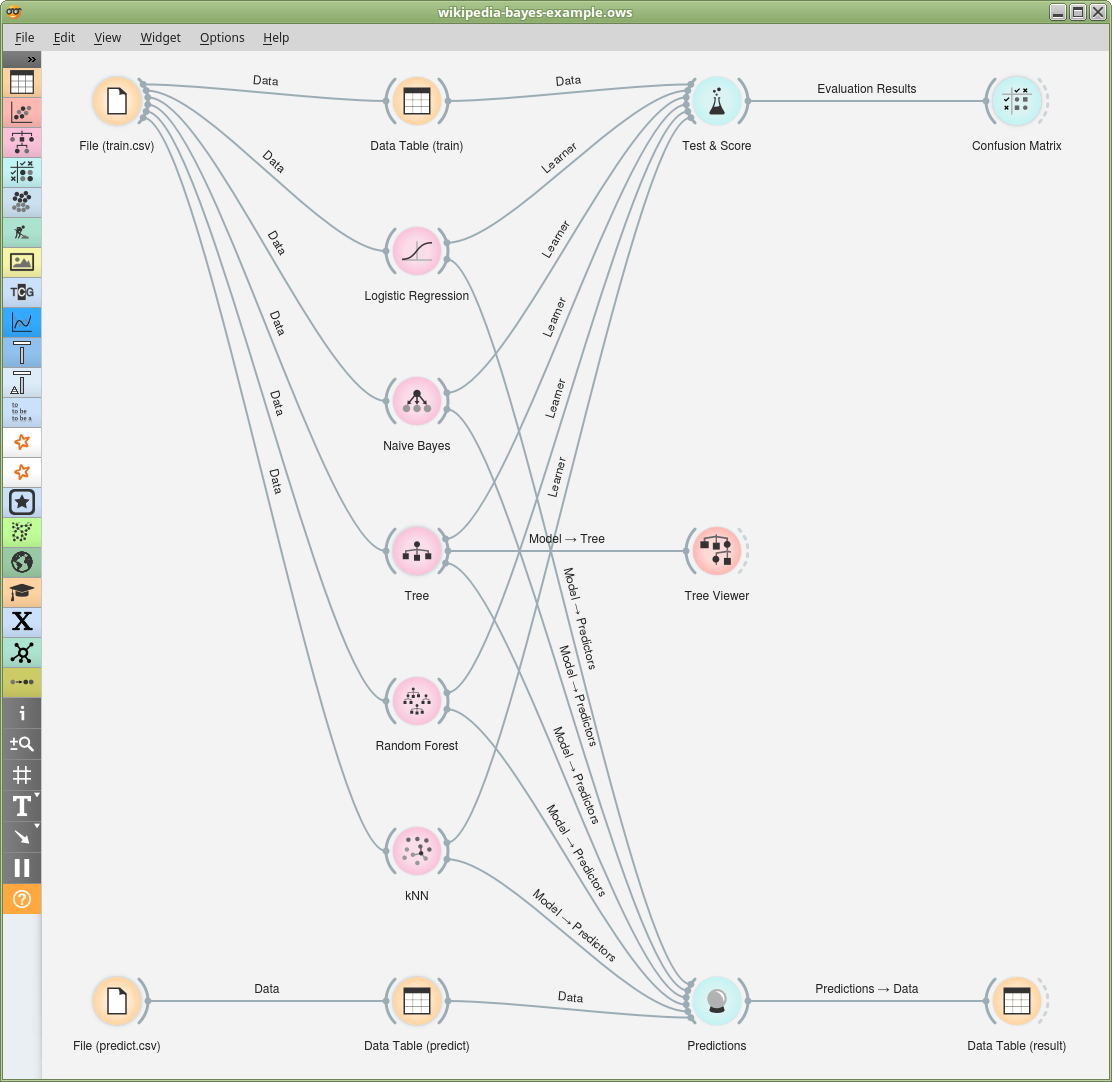 wikipedia-bayes-example.ows
File Edit View Widget Options Help
»
Data
Data
Evaluation Results
File (train.csv)
Data Table (train)
Test & Score
Confusion Matrix
Data
Learner
Data
Learner
Logistic Regression
TCG
Data
Learner
to
to be
to be a
Data
Learner
Naive Bayes
Data
Learner
Model → Tree
Tree
Tree Viewer
X
Model → Predictors
Model → Predictors
i
Random Forest
Model → Predictors
T
Model → Predictors
kNN
?
Model → Predictors
Data
Data
Predictions → Data
File (predict.csv)
Data Table (predict)
Predictions
Data Table (result)